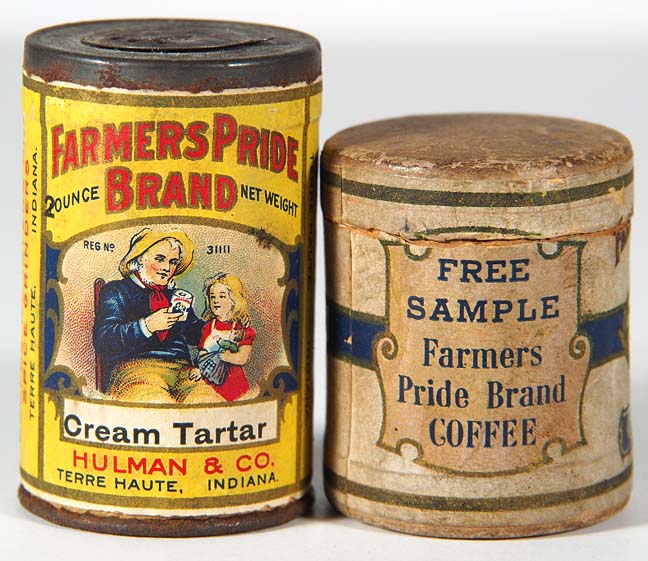 FARMERS PRIDE
BRAND
2 OUNCE NET WEIGHT
REG Nº 31111
Cream Tartar
HULMAN & CO.
TERRE HAUTE, INDIANA.
SPICE GRINDERS
TERRE HAUTE. INDIANA.
FREE
SAMPLE
Farmers
Pride Brand
COFFEE